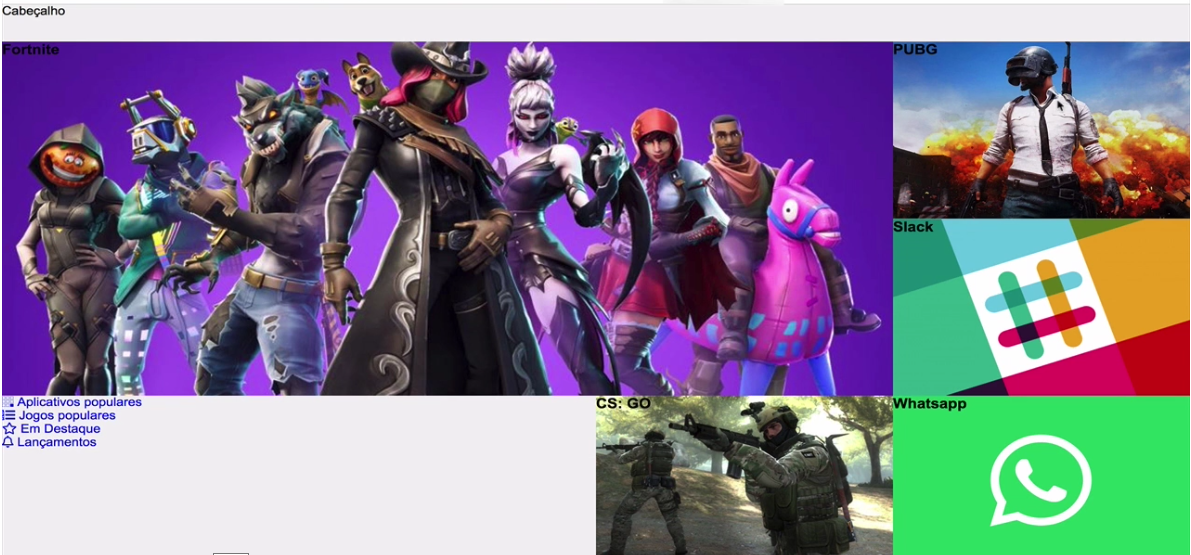 Cabeçalho
Fortnite
PUBG
Slack
Aplicativos populares
Jogos populares
Em Destaque
Lançamentos
CS: GO
Whatsapp